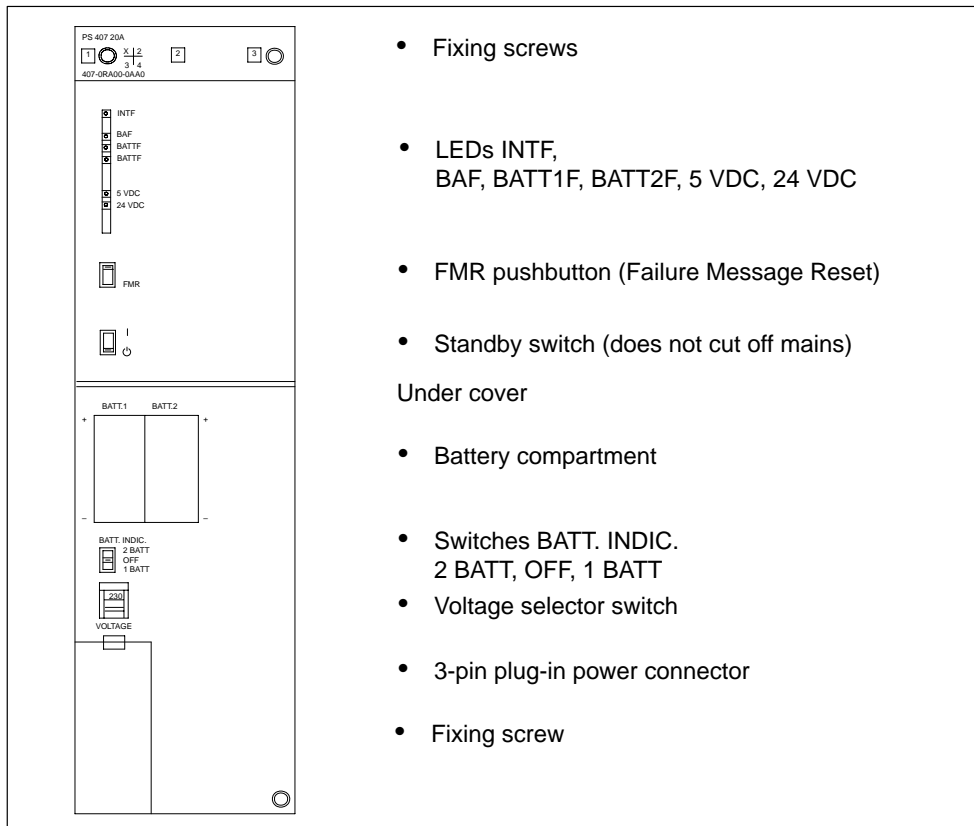 PS 407 20A
1 X 2 3 4 2 3
407-0RA00-0AA0
INTF
BAF
BATTF
BATTF
5 VDC
24 VDC
FMR
I
BATT.1 BATT.2
+ +
– –
BATT. INDIC.
2 BATT
OFF
1 BATT
230
VOLTAGE
• Fixing screws
• LEDs INTF,
BAF, BATT1F, BATT2F, 5 VDC, 24 VDC
• FMR pushbutton (Failure Message Reset)
• Standby switch (does not cut off mains)
Under cover
• Battery compartment
• Switches BATT. INDIC.
2 BATT, OFF, 1 BATT
• Voltage selector switch
• 3-pin plug-in power connector
• Fixing screw